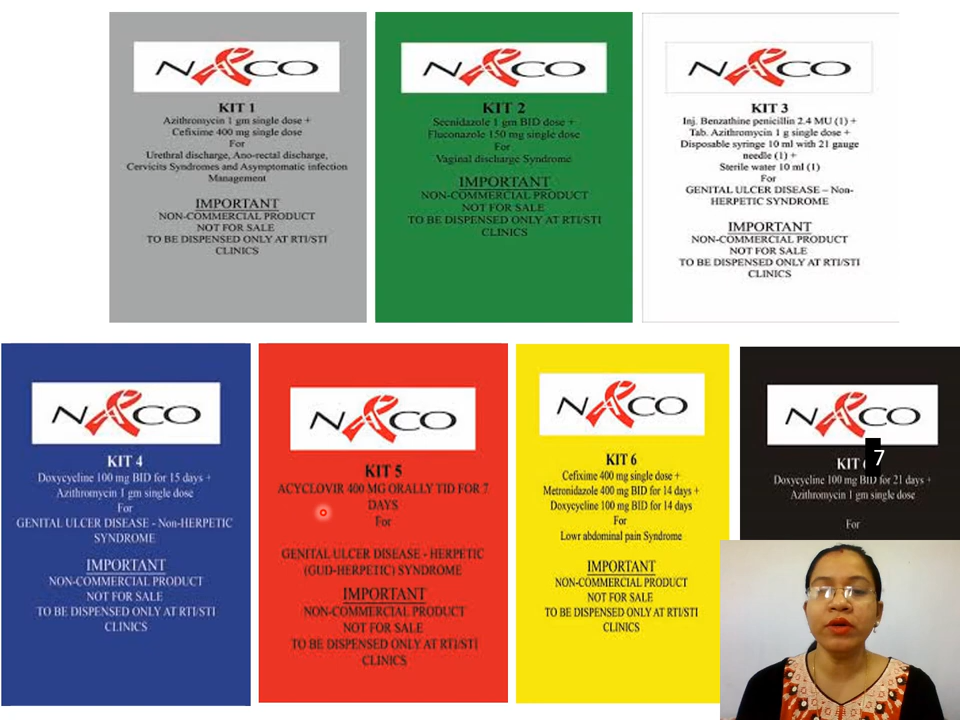 NACO
KIT 1
Azithromycin 1 gm single dose +
Cefixime 400 mg single dose
For
Urethral discharge, Ano-rectal discharge,
Cervicits Syndromes and Asymptomatic infection
Management
IMPORTANT
NON-COMMERCIAL PRODUCT
NOT FOR SALE
TO BE DISPENSED ONLY AT RTI/STI
CLINICS
NACO
KIT 2
Secnidazole 1 gm BID dose +
Fluconazole 150 mg single dose
For
Vaginal discharge Syndrome
IMPORTANT
NON-COMMERCIAL PRODUCT
NOT FOR SALE
TO BE DISPENSED ONLY AT RTI/STI
CLINICS
NACO
KIT 3
Inj. Benzathine penicillin 2.4 MU (1) +
Tab. Azithromycin 1 g single dose +
Disposable syringe 10 ml with 21 gauge
needle (1) +
Sterile water 10 ml (1)
For
GENITAL ULCER DISEASE – Non-
HERPETIC SYNDROME
IMPORTANT
NON-COMMERCIAL PRODUCT
NOT FOR SALE
TO BE DISPENSED ONLY AT RTI/STI
CLINICS
NACO
KIT 4
Doxycycline 100 mg BID for 15 days +
Azithromycin 1 gm single dose
For
GENITAL ULCER DISEASE - Non-HERPETIC
SYNDROME
IMPORTANT
NON-COMMERCIAL PRODUCT
NOT FOR SALE
TO BE DISPENSED ONLY AT RTI/STI
CLINICS
NACO
KIT 5
ACYCLOVIR 400 MG ORALLY TID FOR 7
DAYS
For
GENITAL ULCER DISEASE - HERPETIC
(GUD-HERPETIC) SYNDROME
IMPORTANT
NON-COMMERCIAL PRODUCT
NOT FOR SALE
TO BE DISPENSED ONLY AT RTI/STI
CLINICS
NACO
KIT 6
Cefixime 400 mg single dose +
Metronidazole 400 mg BID for 14 days +
Doxycycline 100 mg BID for 14 days
For
Lowr abdominal pain Syndrome
IMPORTANT
NON-COMMERCIAL PRODUCT
NOT FOR SALE
TO BE DISPENSED ONLY AT RTI/STI
CLINICS
NACO
KIT 7
Doxycycline 100 mg BID for 21 days +
Azithromycin 1 gm single dose
For